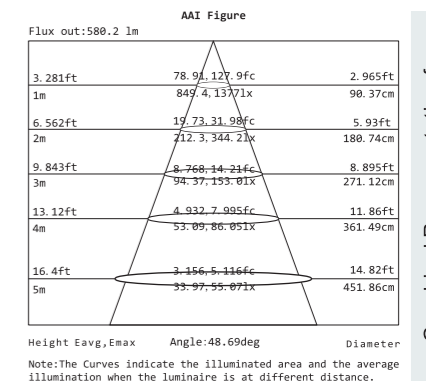 AAI Figure
Flux out:580.2 lm
3.281ft 78.91,127.9fc 2.965ft
1m 849.4,1377lx 90.37cm
6.562ft 19.73,31.98fc 5.93ft
2m 212.3,344.2lx 180.74cm
9.843ft 8.768,14.21fc 8.895ft
3m 94.37,153.0lx 271.12cm
13.12ft 4.932,7.995fc 11.86ft
4m 53.09,86.05lx 361.49cm
16.4ft 3.156,5.116fc 14.82ft
5m 33.97,55.07lx 451.86cm
Height Eavg,Emax Angle:48.69deg Diameter
Note:The Curves indicate the illuminated area and the average
illumination when the luminaire is at different distance.